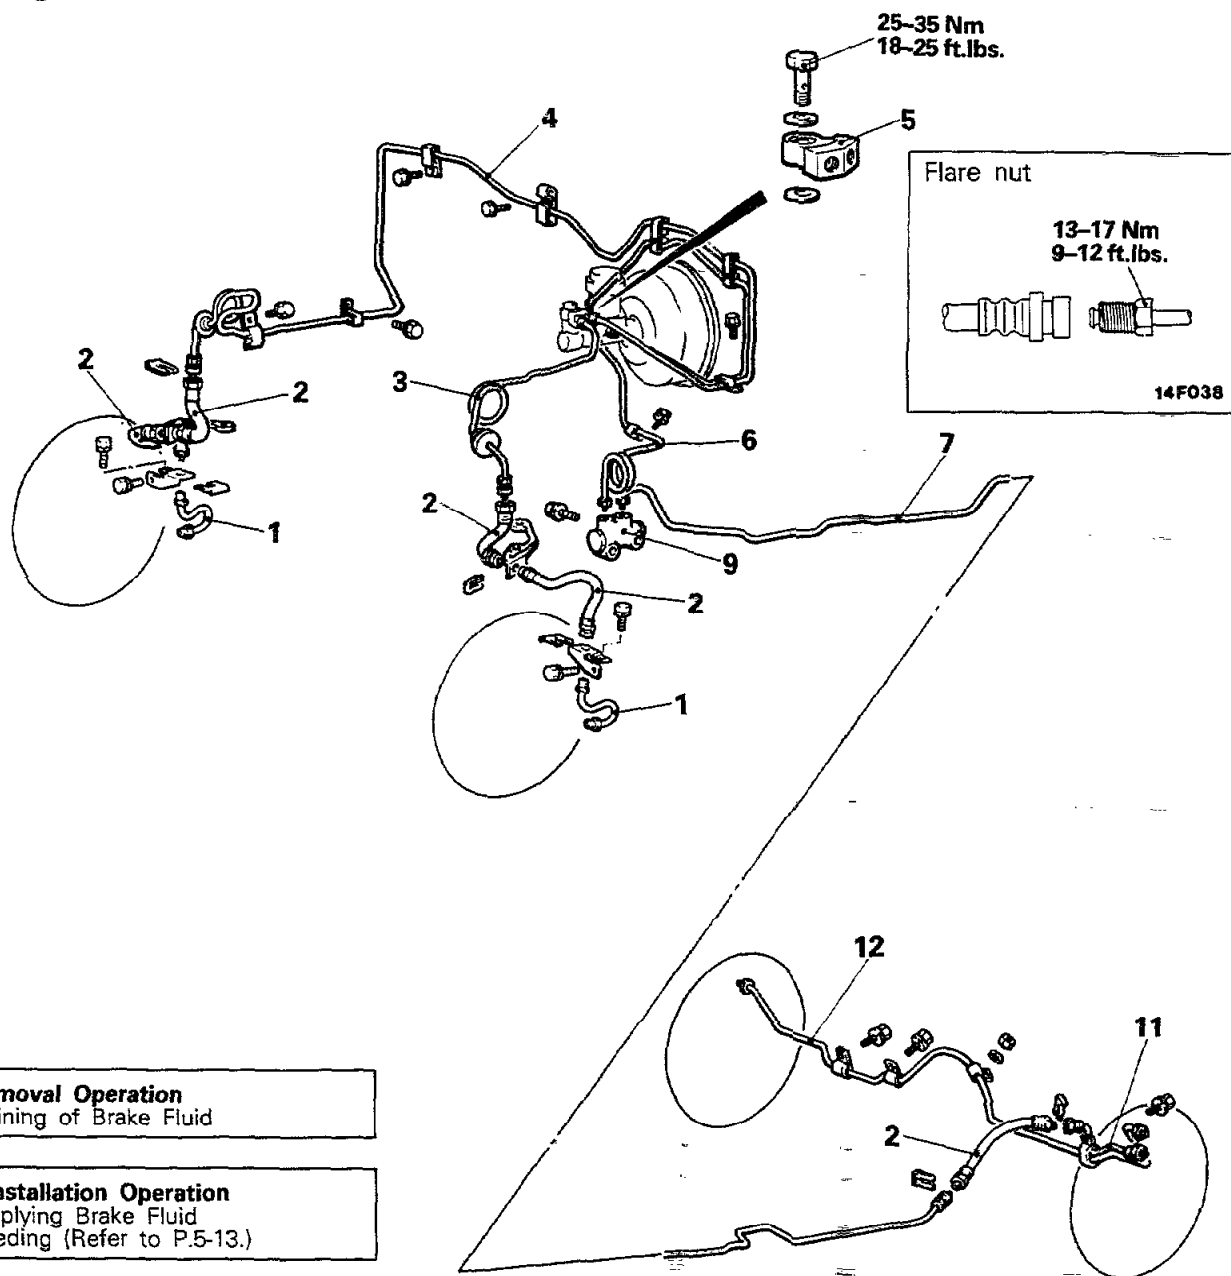 25–35 Nm
18–25 ft.lbs.
4
5
Flare nut
13–17 Nm
9–12 ft.lbs.
14F038
2
2
3
6
7
2
1
9
2
1
12
11
2
moval Operation
ining of Brake Fluid
nstallation Operation
plying Brake Fluid
eding (Refer to P.5-13.)